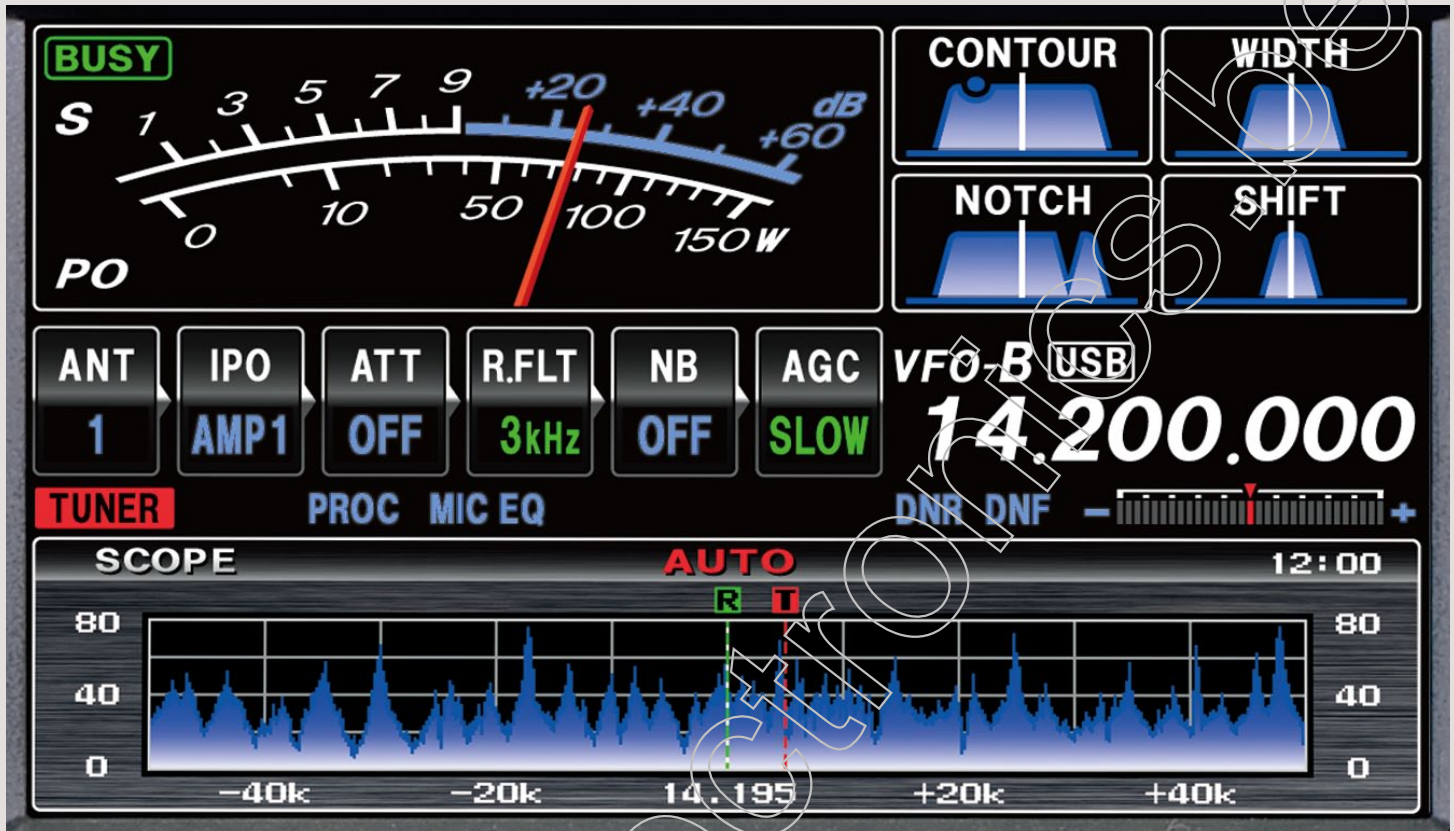 BUSY
S 1 3 5 7 9 +20 +40 +60 dB
0 10 50 100 150 W
PO
CONTOUR WIDTH
NOTCH SHIFT
ANT IPO ATT R.FLT NB AGC
1 AMP1 OFF 3kHz OFF SLOW
VFO-B USB
14.200.000
TUNER PROC MIC EQ DNR DNF - +
SCOPE AUTO 12:00
R T
80 80
40 40
0 0
-40k -20k 14.195 +20k +40k